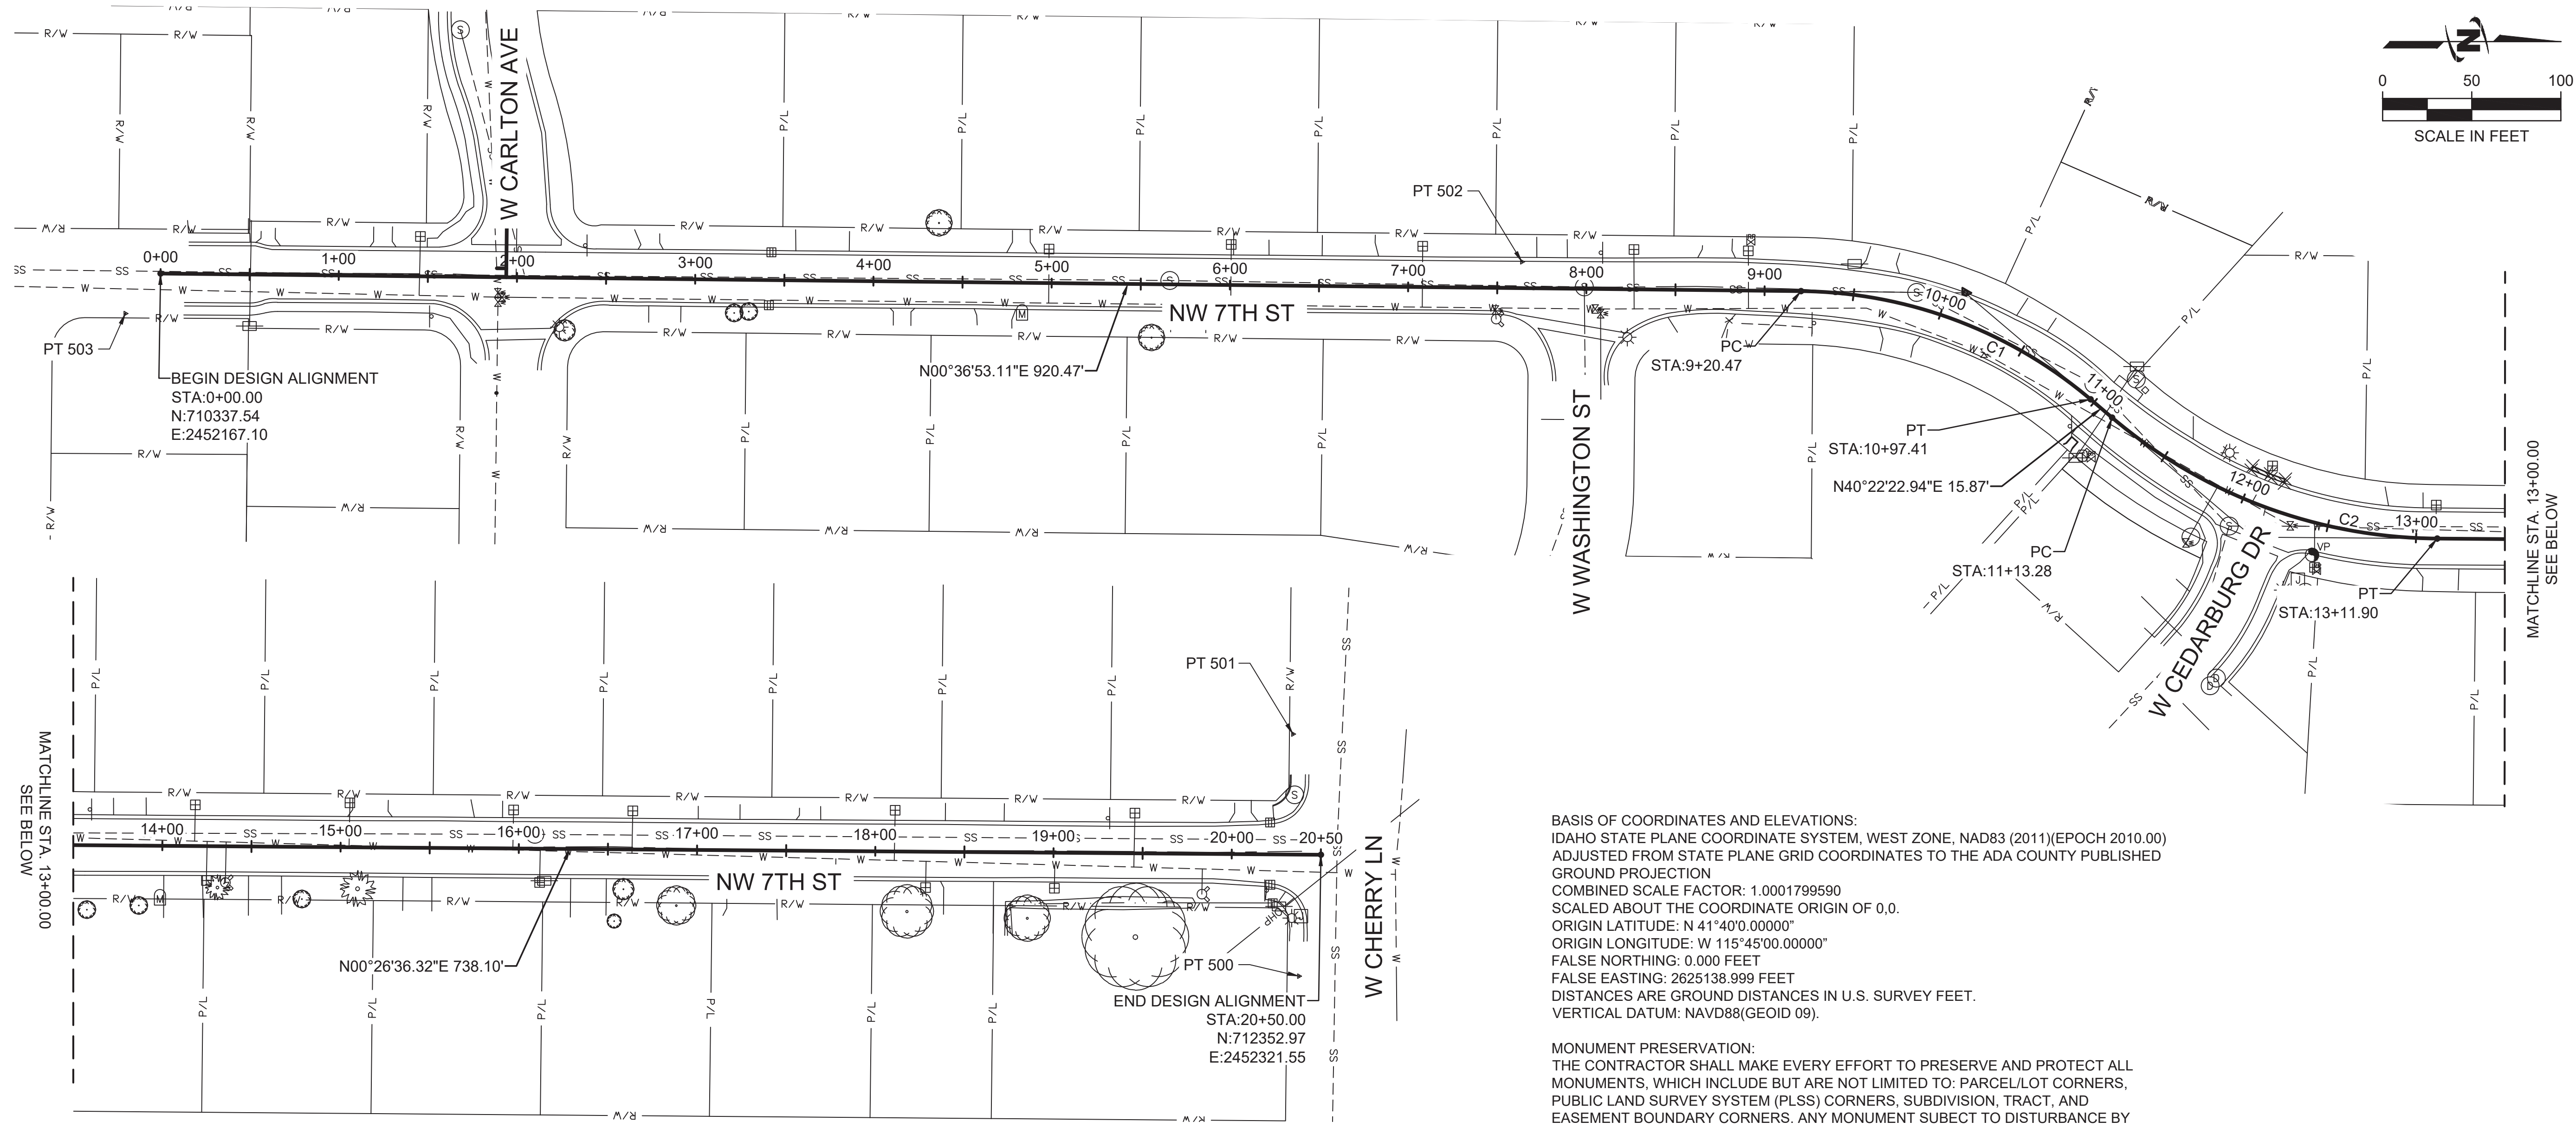 W CARLTON AVE
N
0 50 100
SCALE IN FEET
PT 502
0+00 1+00 2+00 3+00 4+00 5+00 6+00 7+00 8+00 9+00 10+00 11+00 12+00 13+00
NW 7TH ST
PT 503
BEGIN DESIGN ALIGNMENT
STA:0+00.00
N:710337.54
E:2452167.10
N00°36'53.11"E 920.47'
PC
STA:9+20.47
C1
PT
STA:10+97.41
N40°22'22.94"E 15.87'
PC
STA:11+13.28
C2
VP
PT
STA:13+11.90
W WASHINGTON ST
W CEDARBURG DR
MATCHLINE STA. 13+00.00
SEE BELOW
R/W
P/L
SS
W
S
M
D
J
MATCHLINE STA. 13+00.00
SEE BELOW
PT 501
14+00 15+00 16+00 17+00 18+00 19+00 20+00 20+50
NW 7TH ST
N00°26'36.32"E 738.10'
PT 500
OHP
END DESIGN ALIGNMENT
STA:20+50.00
N:712352.97
E:2452321.55
W CHERRY LN
BASIS OF COORDINATES AND ELEVATIONS:
IDAHO STATE PLANE COORDINATE SYSTEM, WEST ZONE, NAD83 (2011)(EPOCH 2010.00)
ADJUSTED FROM STATE PLANE GRID COORDINATES TO THE ADA COUNTY PUBLISHED
GROUND PROJECTION
COMBINED SCALE FACTOR: 1.0001799590
SCALED ABOUT THE COORDINATE ORIGIN OF 0,0.
ORIGIN LATITUDE: N 41°40'0.00000”
ORIGIN LONGITUDE: W 115°45'00.00000”
FALSE NORTHING: 0.000 FEET
FALSE EASTING: 2625138.999 FEET
DISTANCES ARE GROUND DISTANCES IN U.S. SURVEY FEET.
VERTICAL DATUM: NAVD88(GEOID 09).
MONUMENT PRESERVATION:
THE CONTRACTOR SHALL MAKE EVERY EFFORT TO PRESERVE AND PROTECT ALL
MONUMENTS, WHICH INCLUDE BUT ARE NOT LIMITED TO: PARCEL/LOT CORNERS,
PUBLIC LAND SURVEY SYSTEM (PLSS) CORNERS, SUBDIVISION, TRACT, AND
EASEMENT BOUNDARY CORNERS. ANY MONUMENT SUBECT TO DISTURBANCE BY